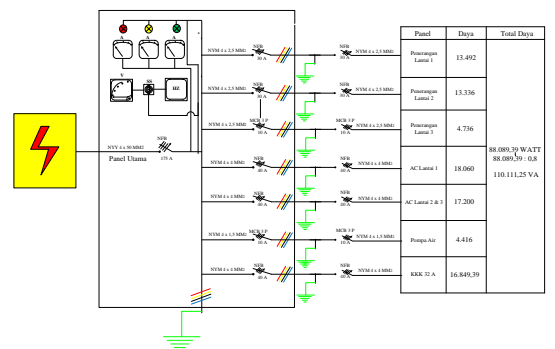 A A A
V SS HZ
NYY 4 x 50 MM2 NFB
Panel Utama 175 A
NYM 4 x 2,5 MM2 NFB NFB NYM 4 x 2,5 MM2
50 A 50 A
NYM 4 x 2,5 MM2 NFB NFB NYM 4 x 2,5 MM2
50 A 50 A
NYM 4 x 2,5 MM2 MCB 3 P MCB 3 P NYM 4 x 2,5 MM2
10 A 10 A
NYM 4 x 4 MM2 NFB NFB NYM 4 x 4 MM2
40 A 40 A
NYM 4 x 4 MM2 NFB NFB NYM 4 x 4 MM2
40 A 40 A
NYM 4 x 1,5 MM2 MCB 3 P MCB 3 P NYM 4 x 1,5 MM2
10 A 10 A
NYM 4 x 4 MM2 NFB NFB NYM 4 x 4 MM2
40 A 40 A
Panel Daya Total Daya
Penerangan
Lantai 1 13.492
Penerangan
Lantai 2 13.336
Penerangan
Lantai 3 4.736
AC Lantai 1 18.060
AC Lantai 2 & 3 17.200
Pompa Air 4.416
KKK 32 A 16.849,39
88.089,39 WATT
88.089,39 : 0,8
110.111,25 VA